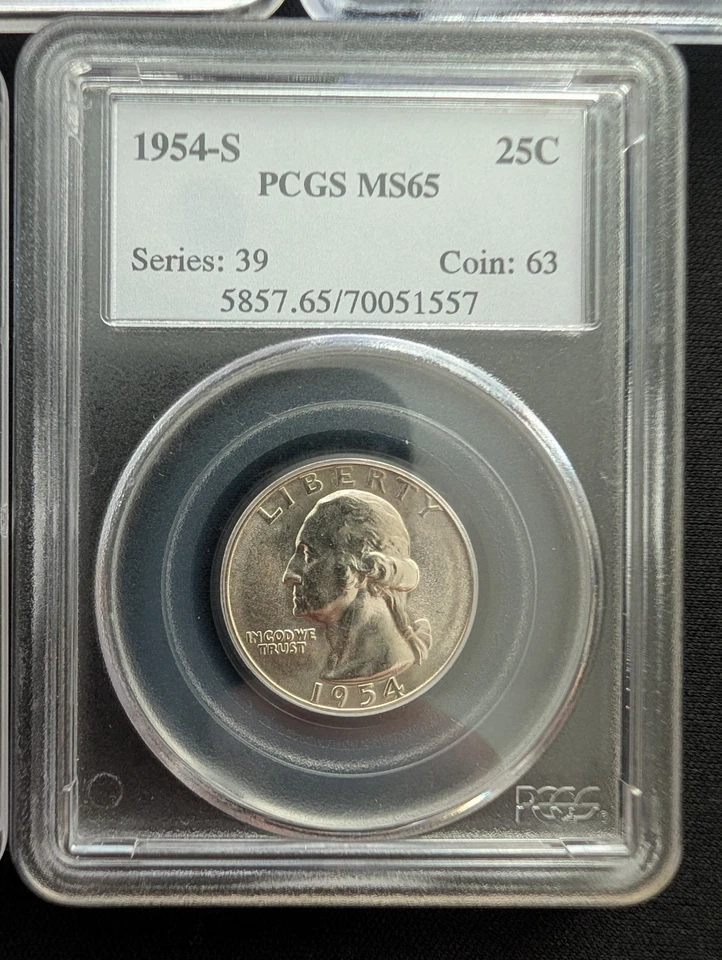 1954-S 25C
PCGS MS65
Series: 39 Coin: 63
5857.65/70051557
LIBERTY
IN GOD WE
TRUST
1954
PCGS